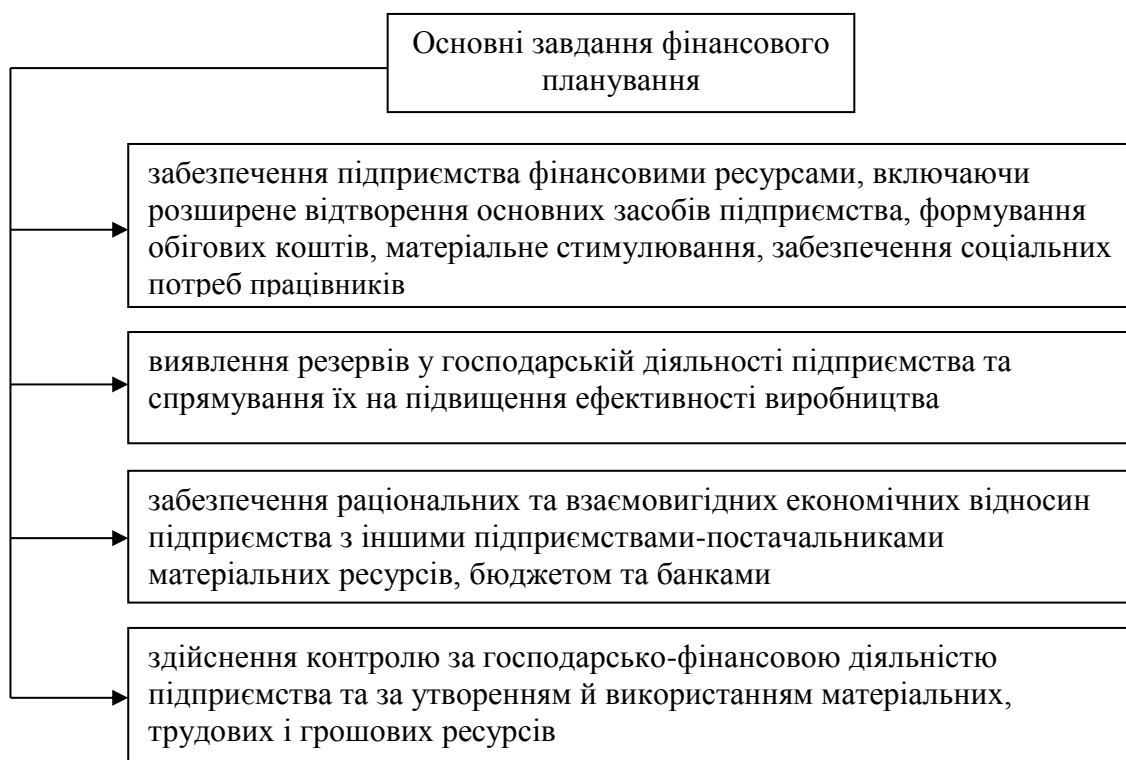 Основні завдання фінансового
планування
забезпечення підприємства фінансовими ресурсами, включаючи
розширене відтворення основних засобів підприємства, формування
обігових коштів, матеріальне стимулювання, забезпечення соціальних
потреб працівників
виявлення резервів у господарській діяльності підприємства та
спрямування їх на підвищення ефективності виробництва
забезпечення раціональних та взаємовигідних економічних відносин
підприємства з іншими підприємствами-постачальниками
матеріальних ресурсів, бюджетом та банками
здійснення контролю за господарсько-фінансовою діяльністю
підприємства та за утворенням й використанням матеріальних,
трудових і грошових ресурсів